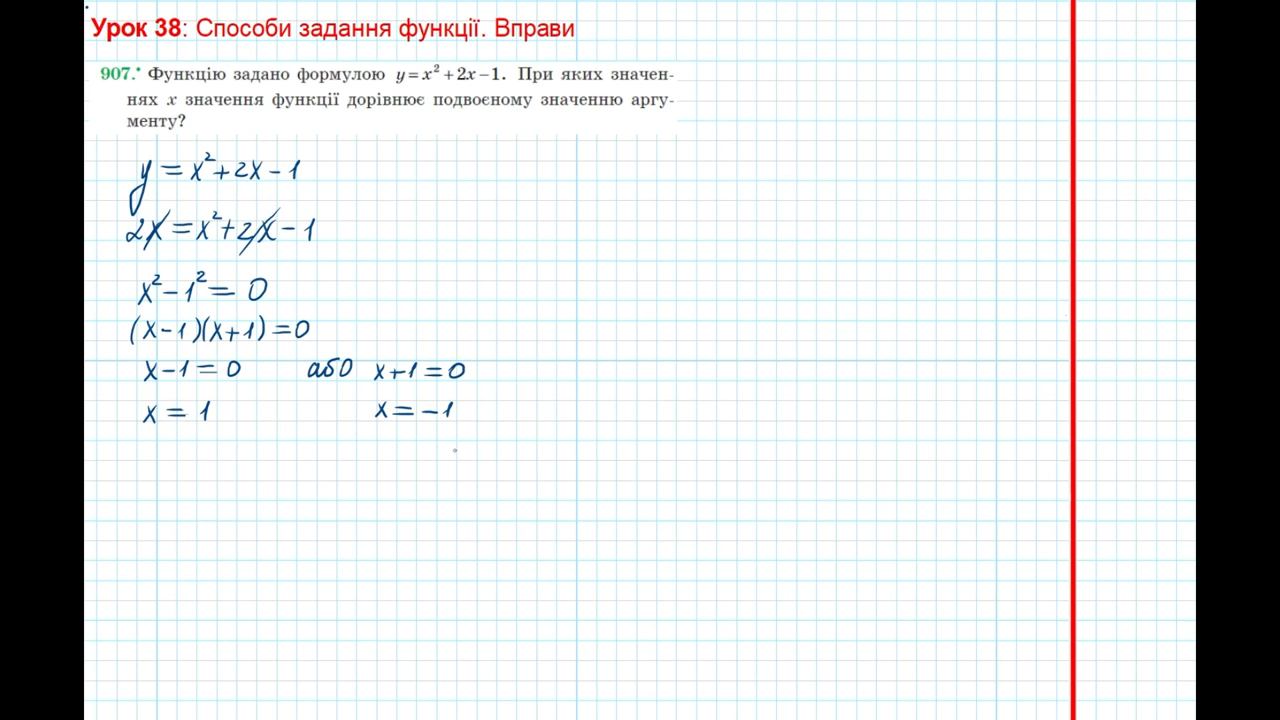 Урок 38: Способи задання функції. Вправи
907.• Функцію задано формулою y = x² + 2x − 1. При яких значен-
нях x значення функції дорівнює подвоєному значенню аргу-
менту?
y = x² + 2x − 1
2x = x² + 2x − 1
x² − 1² = 0
(x − 1)(x + 1) = 0
x − 1 = 0 або x + 1 = 0
x = 1 x = −1